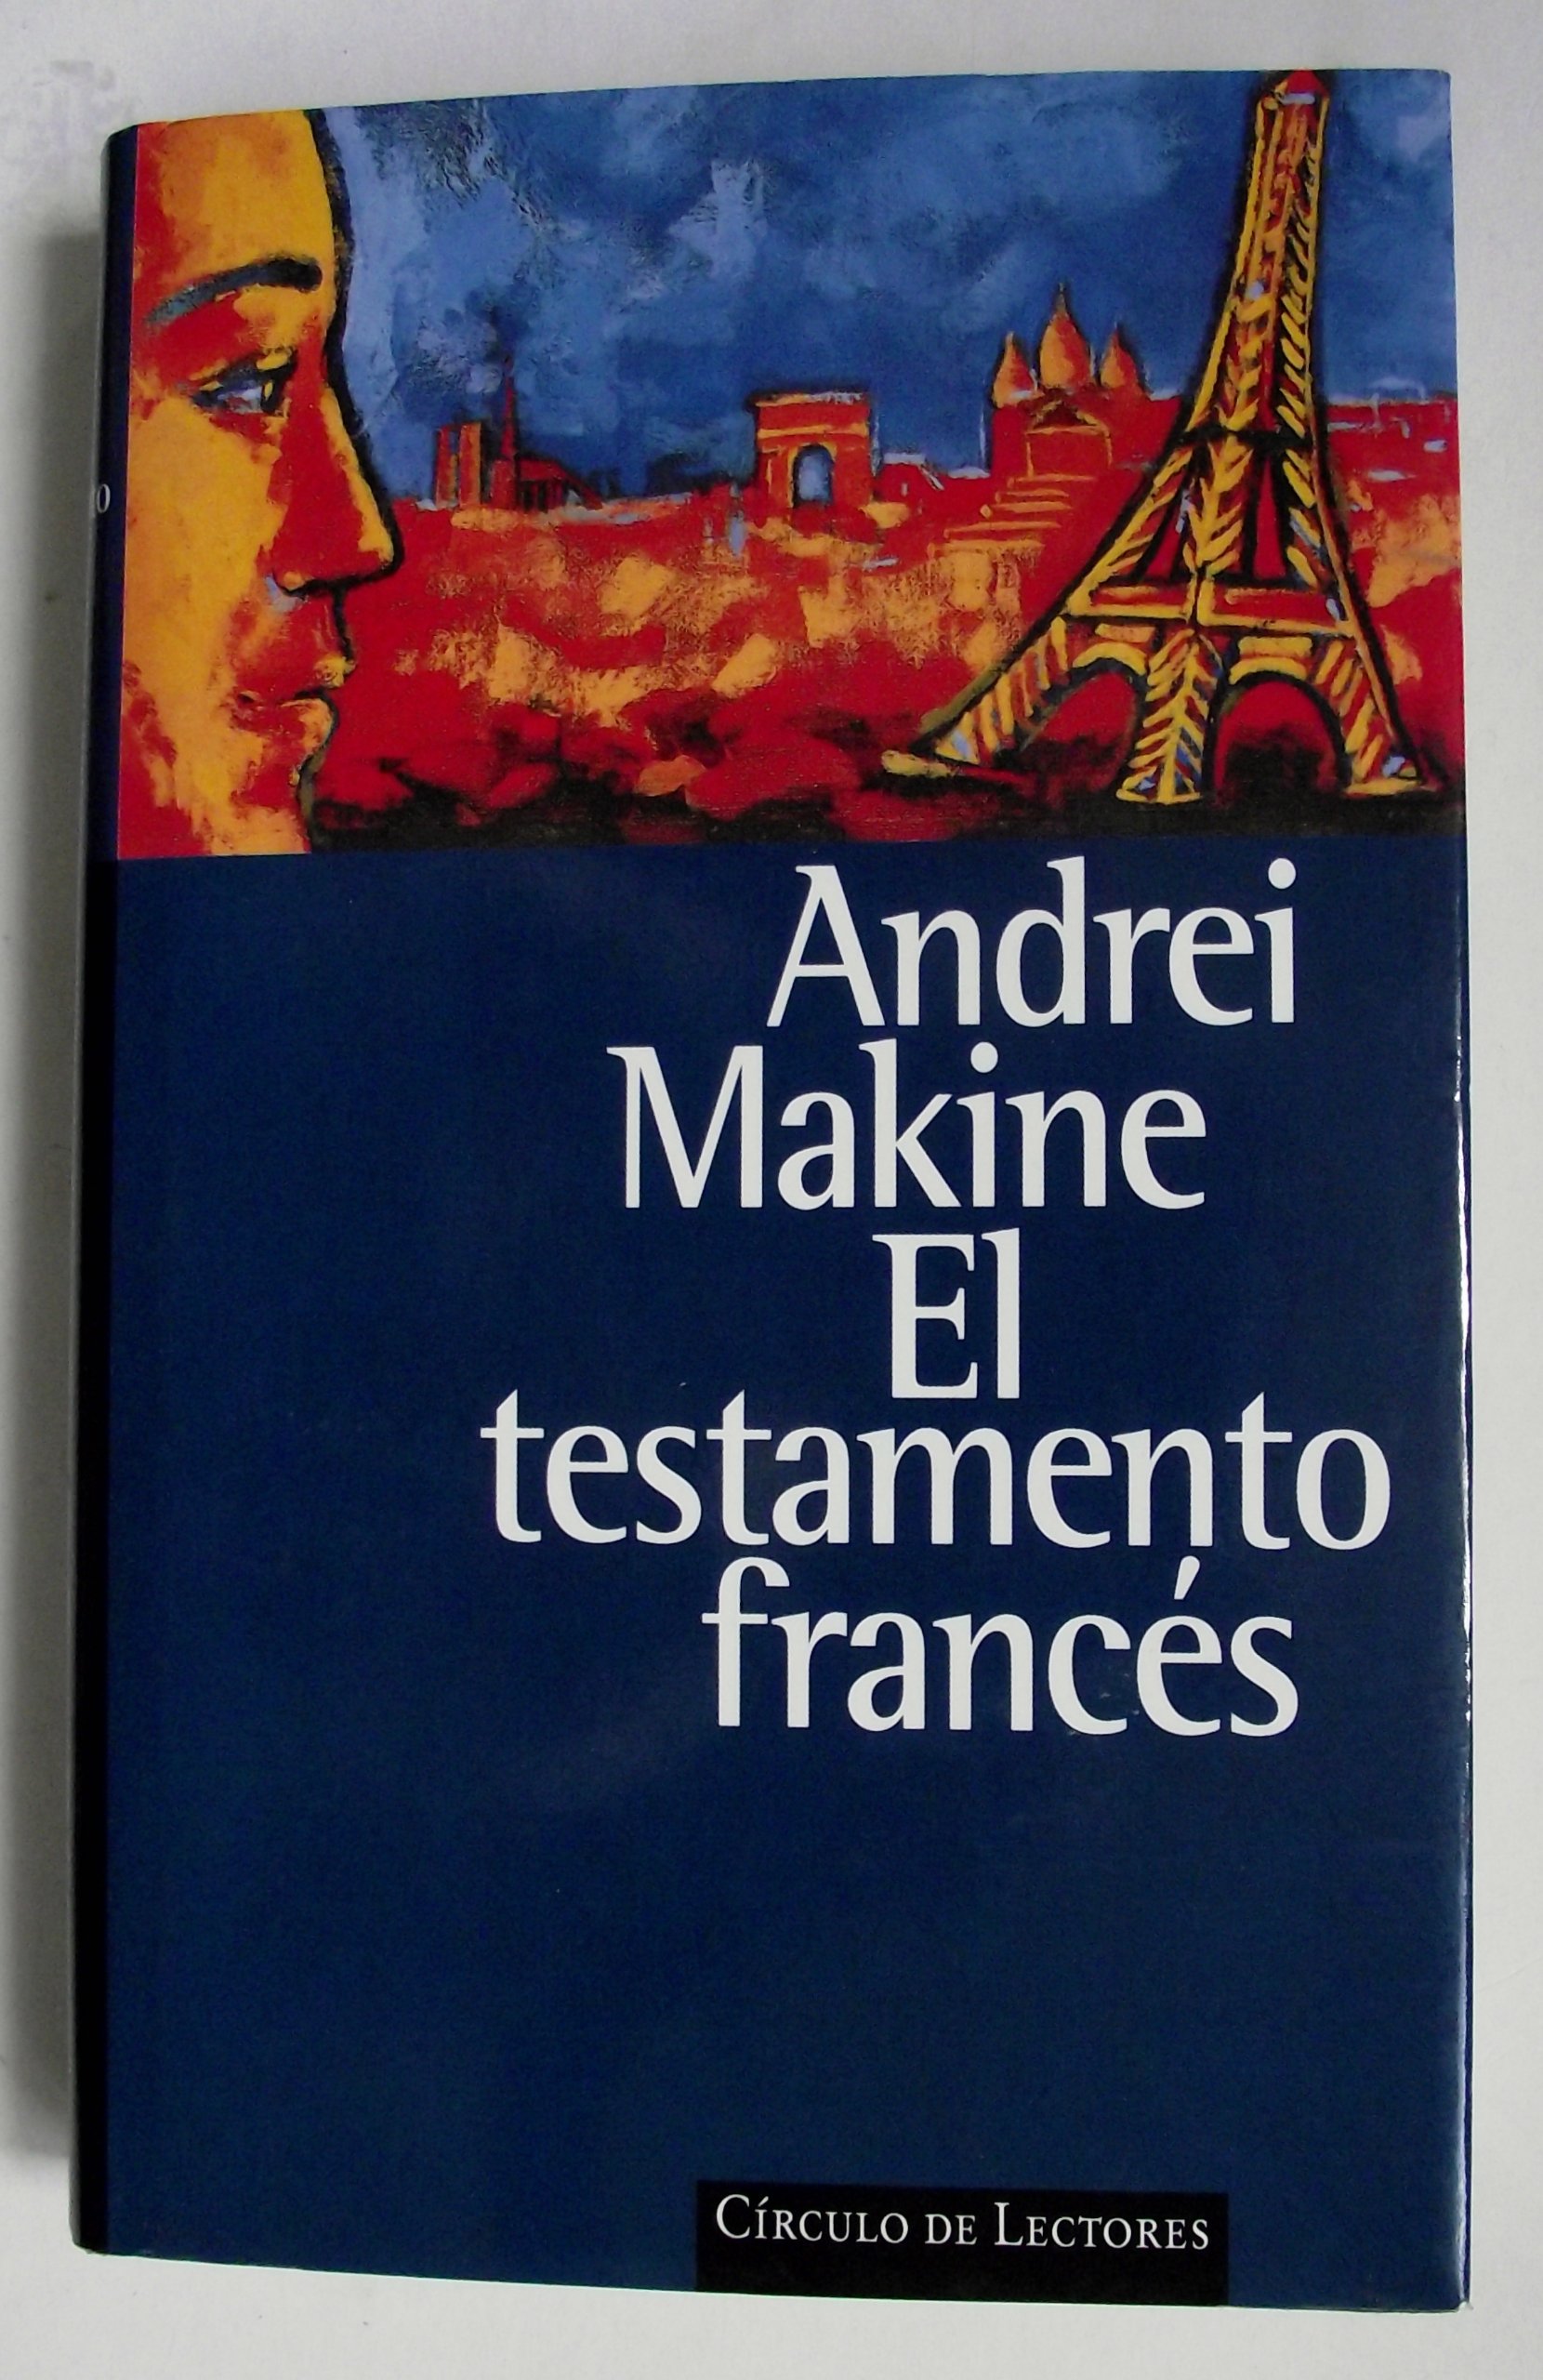 Andrei
Makine
El
testamento
francés
CÍRCULO DE LECTORES